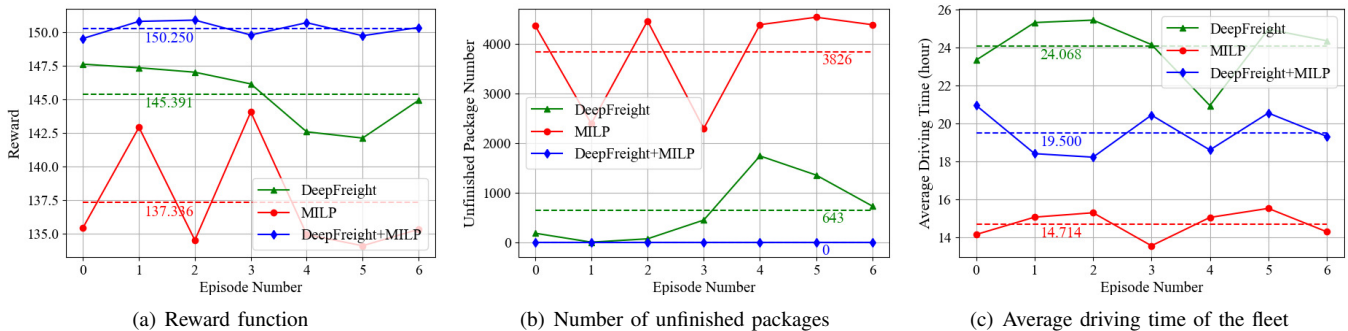 150.0
147.5
145.0
142.5
140.0
137.5
135.0
Reward
150.250
145.391
137.336
DeepFreight
MILP
DeepFreight+MILP
0 1 2 3 4 5 6
Episode Number
(a) Reward function
4000
3000
2000
1000
0
Unfinished Package Number
3826
DeepFreight
MILP
DeepFreight+MILP
643
0
0 1 2 3 4 5 6
Episode Number
(b) Number of unfinished packages
26
24
22
20
18
16
14
Average Driving Time (hour)
DeepFreight
MILP
DeepFreight+MILP
24.068
19.500
14.714
0 1 2 3 4 5 6
Episode Number
(c) Average driving time of the fleet